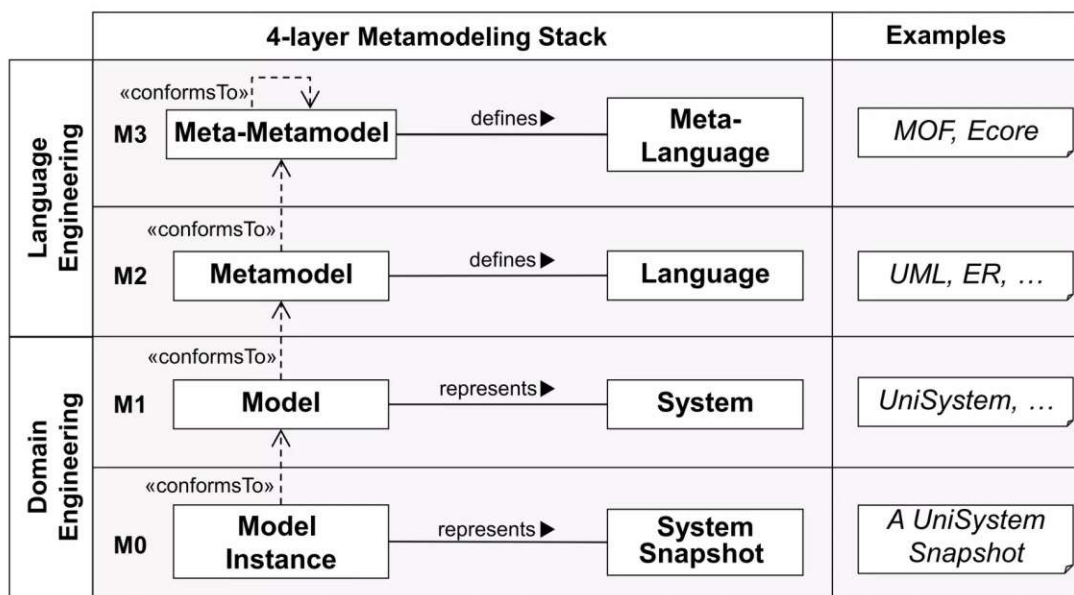 4-layer Metamodeling Stack
Examples
Language
Engineering
«conformsTo»
M3
Meta-Metamodel
defines▶
Meta-
Language
MOF, Ecore
«conformsTo»
M2
Metamodel
defines▶
Language
UML, ER, …
Domain
Engineering
«conformsTo»
M1
Model
represents▶
System
UniSystem, …
«conformsTo»
M0
Model
Instance
represents▶
System
Snapshot
A UniSystem
Snapshot